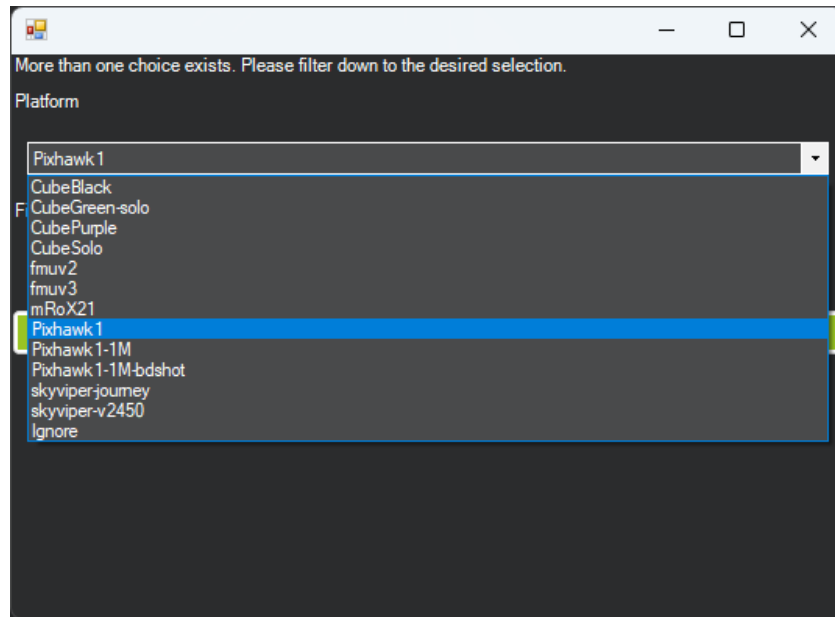 More than one choice exists. Please filter down to the desired selection.
Platform
Pixhawk1
CubeBlack
CubeGreen-solo
CubePurple
CubeSolo
fmuv2
fmuv3
mRoX21
Pixhawk1
Pixhawk1-1M
Pixhawk1-1M-bdshot
skyviper-journey
skyviper-v2450
Ignore